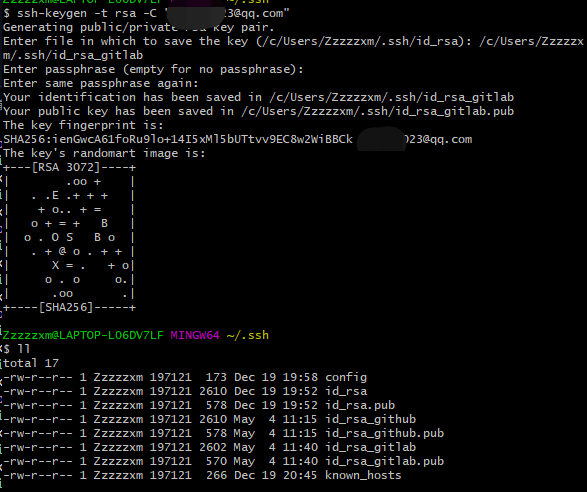 Zzzzzxm@LAPTOP-LO6DV7LF MINGW64 ~/.ssh
$ ssh-keygen -t rsa -C "23@qq.com"
Generating public/private rsa key pair.
Enter file in which to save the key (/c/Users/Zzzzzxm/.ssh/id_rsa): /c/Users/Zzzzzx
m/.ssh/id_rsa_gitlab
Enter passphrase (empty for no passphrase):
Enter same passphrase again:
Your identification has been saved in /c/Users/Zzzzzxm/.ssh/id_rsa_gitlab
Your public key has been saved in /c/Users/Zzzzzxm/.ssh/id_rsa_gitlab.pub
The key fingerprint is:
SHA256:ienGwcA61foRu9lo+14I5xMl5bUTtvv9EC8w2WiBBCk 023@qq.com
The key's randomart image is:
+---[RSA 3072]----+
|       .oo +     |
|   . .E .+ + +   |
|    + o.. + =    |
|   o + = +   B   |
|  o . O S   B o  |
|   . + @ o . + + |
|      X = .   + o|
|     o . o     o.|
|      .oo      .|
+----[SHA256]-----+
Zzzzzxm@LAPTOP-LO6DV7LF MINGW64 ~/.ssh
$ ll
total 17
-rw-r--r-- 1 Zzzzzxm 197121  173 Dec 19 19:58 config
-rw-r--r-- 1 Zzzzzxm 197121 2610 Dec 19 19:52 id_rsa
-rw-r--r-- 1 Zzzzzxm 197121  578 Dec 19 19:52 id_rsa.pub
-rw-r--r-- 1 Zzzzzxm 197121 2610 May  4 11:15 id_rsa_github
-rw-r--r-- 1 Zzzzzxm 197121  578 May  4 11:15 id_rsa_github.pub
-rw-r--r-- 1 Zzzzzxm 197121 2602 May  4 11:40 id_rsa_gitlab
-rw-r--r-- 1 Zzzzzxm 197121  570 May  4 11:40 id_rsa_gitlab.pub
-rw-r--r-- 1 Zzzzzxm 197121  266 Dec 19 20:45 known_hosts